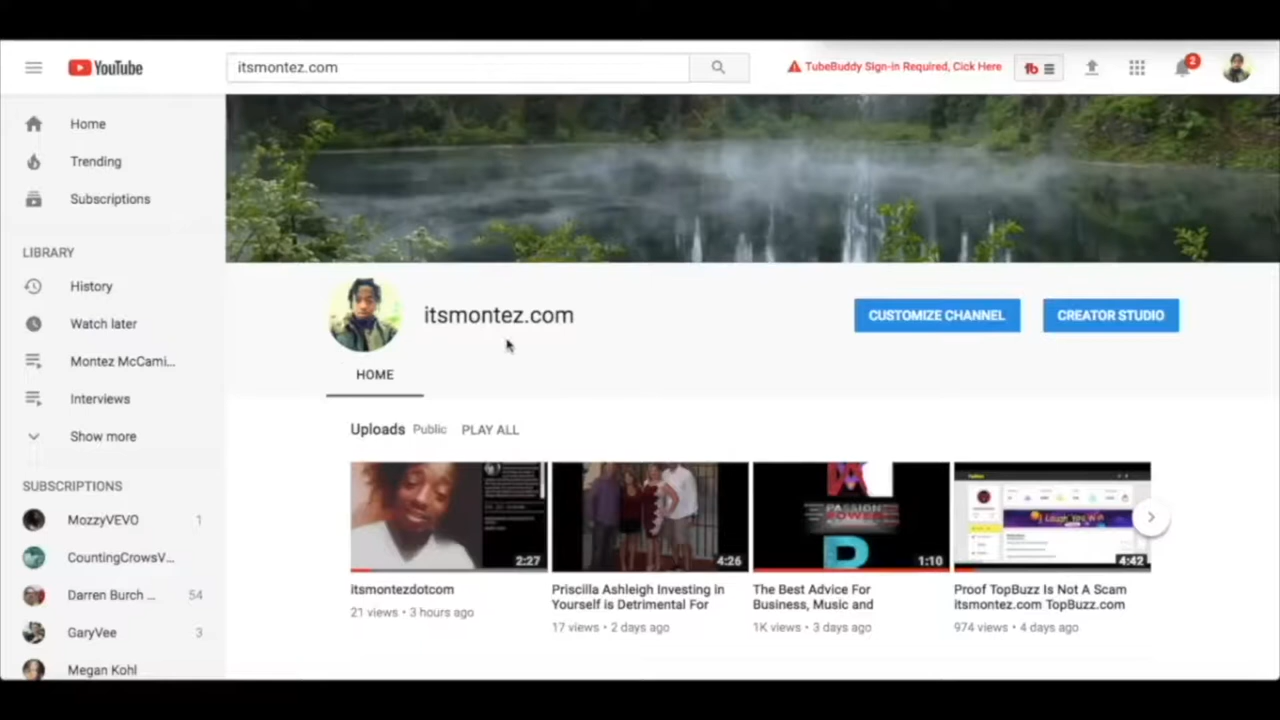 YouTube
itsmontez.com
TubeBuddy Sign-in Required, Cick Here
2
Home
Trending
Subscriptions
LIBRARY
History
Watch later
Montez McCami...
Interviews
Show more
SUBSCRIPTIONS
MozzyVEVO 1
CountingCrowsV...
Darren Burch ... 54
GaryVee 3
Megan Kohl
itsmontez.com
CUSTOMIZE CHANNEL
CREATOR STUDIO
HOME
Uploads Public PLAY ALL
PASSION
2:27
4:26
1:10
4:42
itsmontezdotcom
21 views • 3 hours ago
Priscilla Ashleigh Investing in
Yourself is Detrimental For
17 views • 2 days ago
The Best Advice For
Business, Music and
1K views • 3 days ago
Proof TopBuzz Is Not A Scam
itsmontez.com TopBuzz.com
974 views • 4 days ago